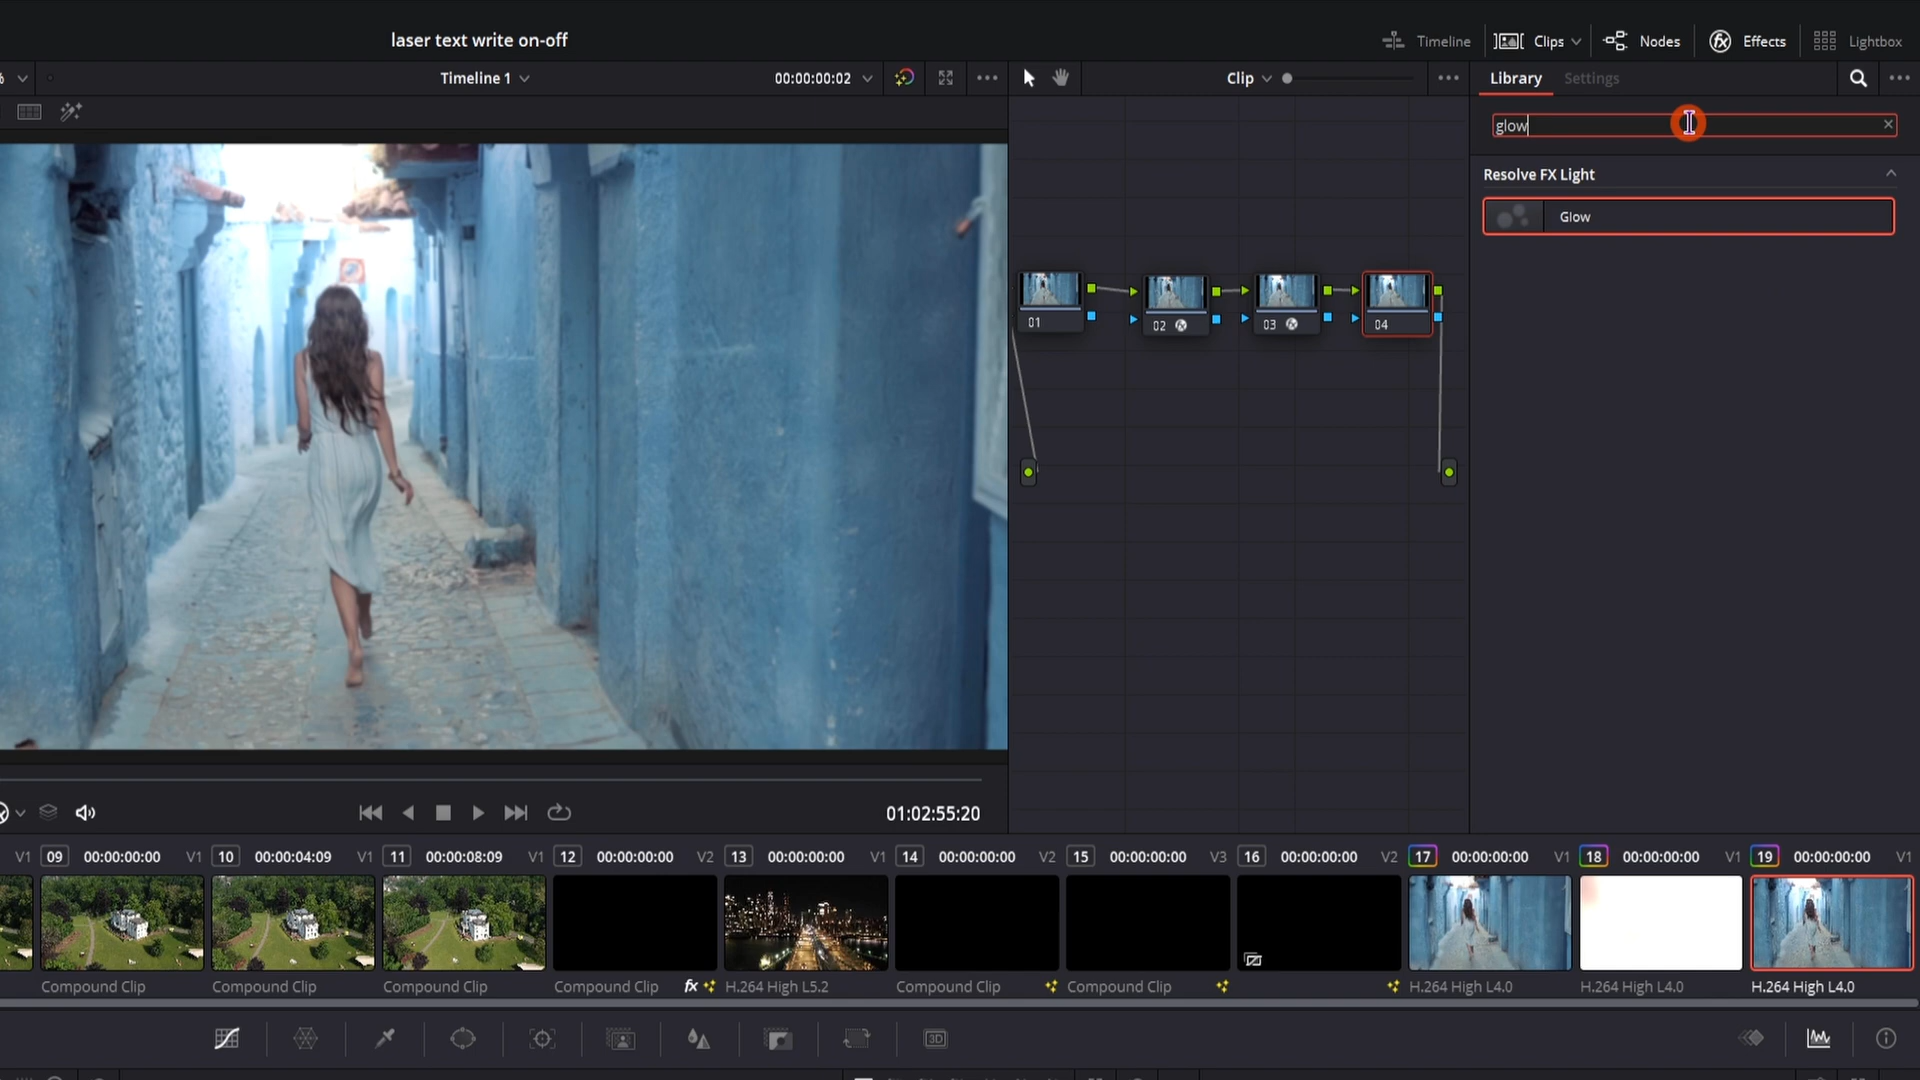 laser text write on-off
Timeline
Clips
Nodes
Effects
Lightbox
%
Timeline 1
00:00:00:02
Clip
Library
Settings
glow
Resolve FX Light
Glow
01
02
03
04
01:02:55:20
V1
09 00:00:00:00 V1
10 00:00:04:09 V1
11 00:00:08:09 V1
12 00:00:00:00 V2
13 00:00:00:00 V1
14 00:00:00:00 V2
15 00:00:00:00 V3
16 00:00:00:00 V2
17 00:00:00:00 V1
18 00:00:00:00 V1
19 00:00:00:00 V1
Compound Clip
Compound Clip
Compound Clip
Compound Clip fx
H.264 High L5.2
Compound Clip
Compound Clip
H.264 High L4.0
H.264 High L4.0
H.264 High L4.0
3D